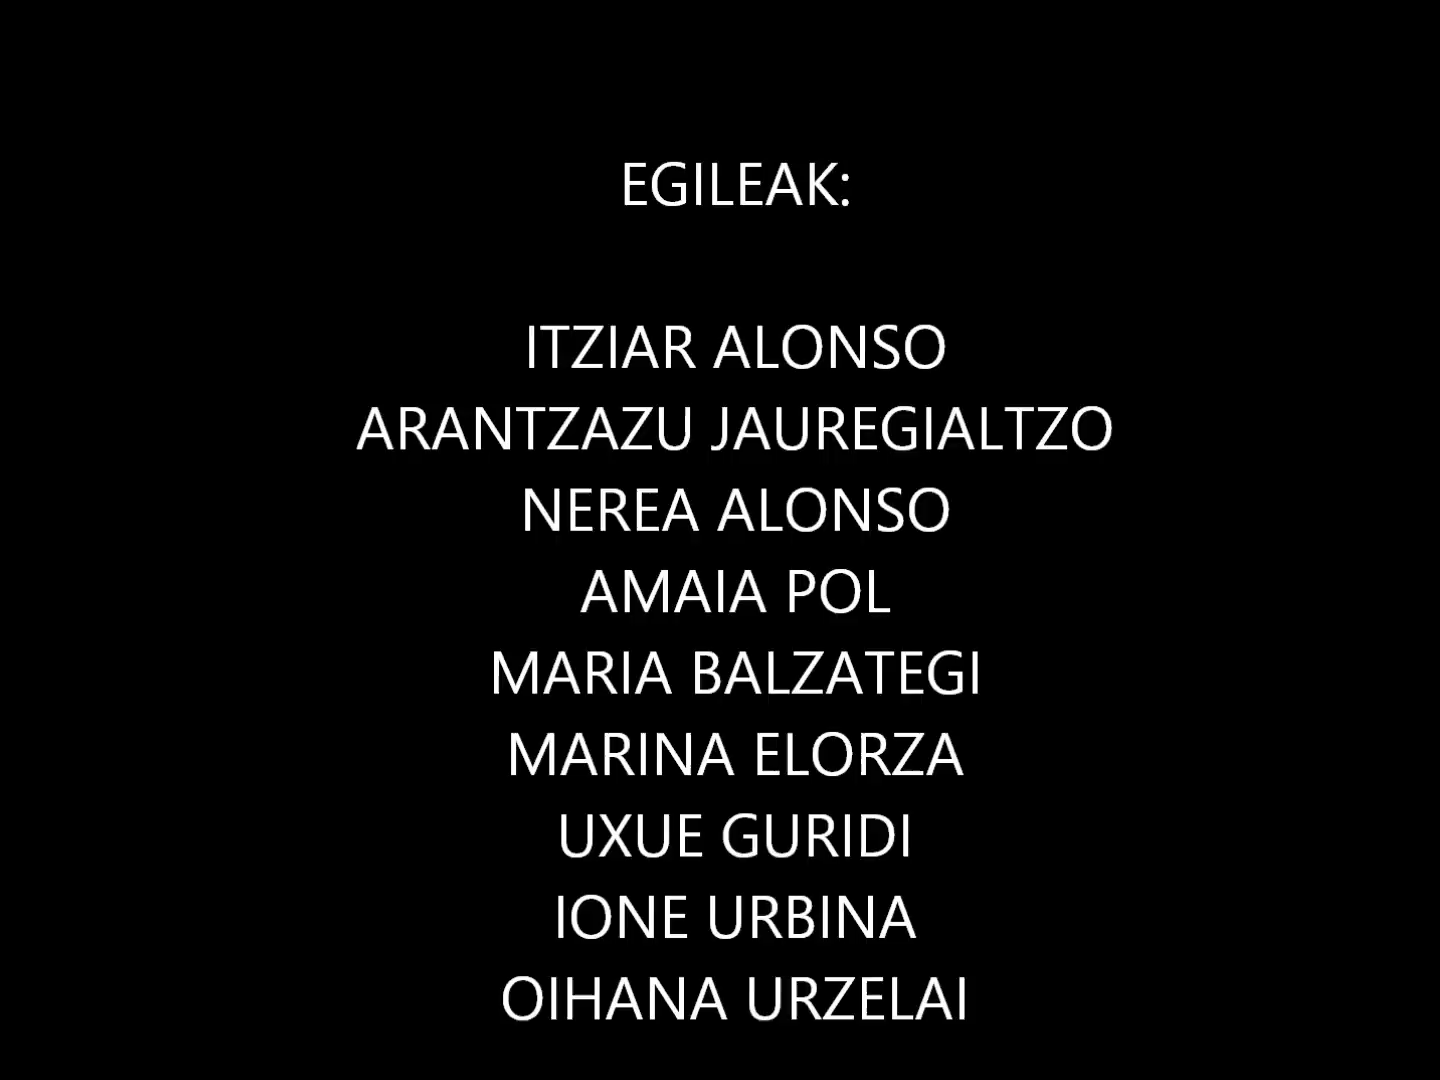 EGILEAK:
ITZIAR ALONSO
ARANTZAZU JAUREGIALTZO
NEREA ALONSO
AMAIA POL
MARIA BALZATEGI
MARINA ELORZA
UXUE GURIDI
IONE URBINA
OIHANA URZELAI